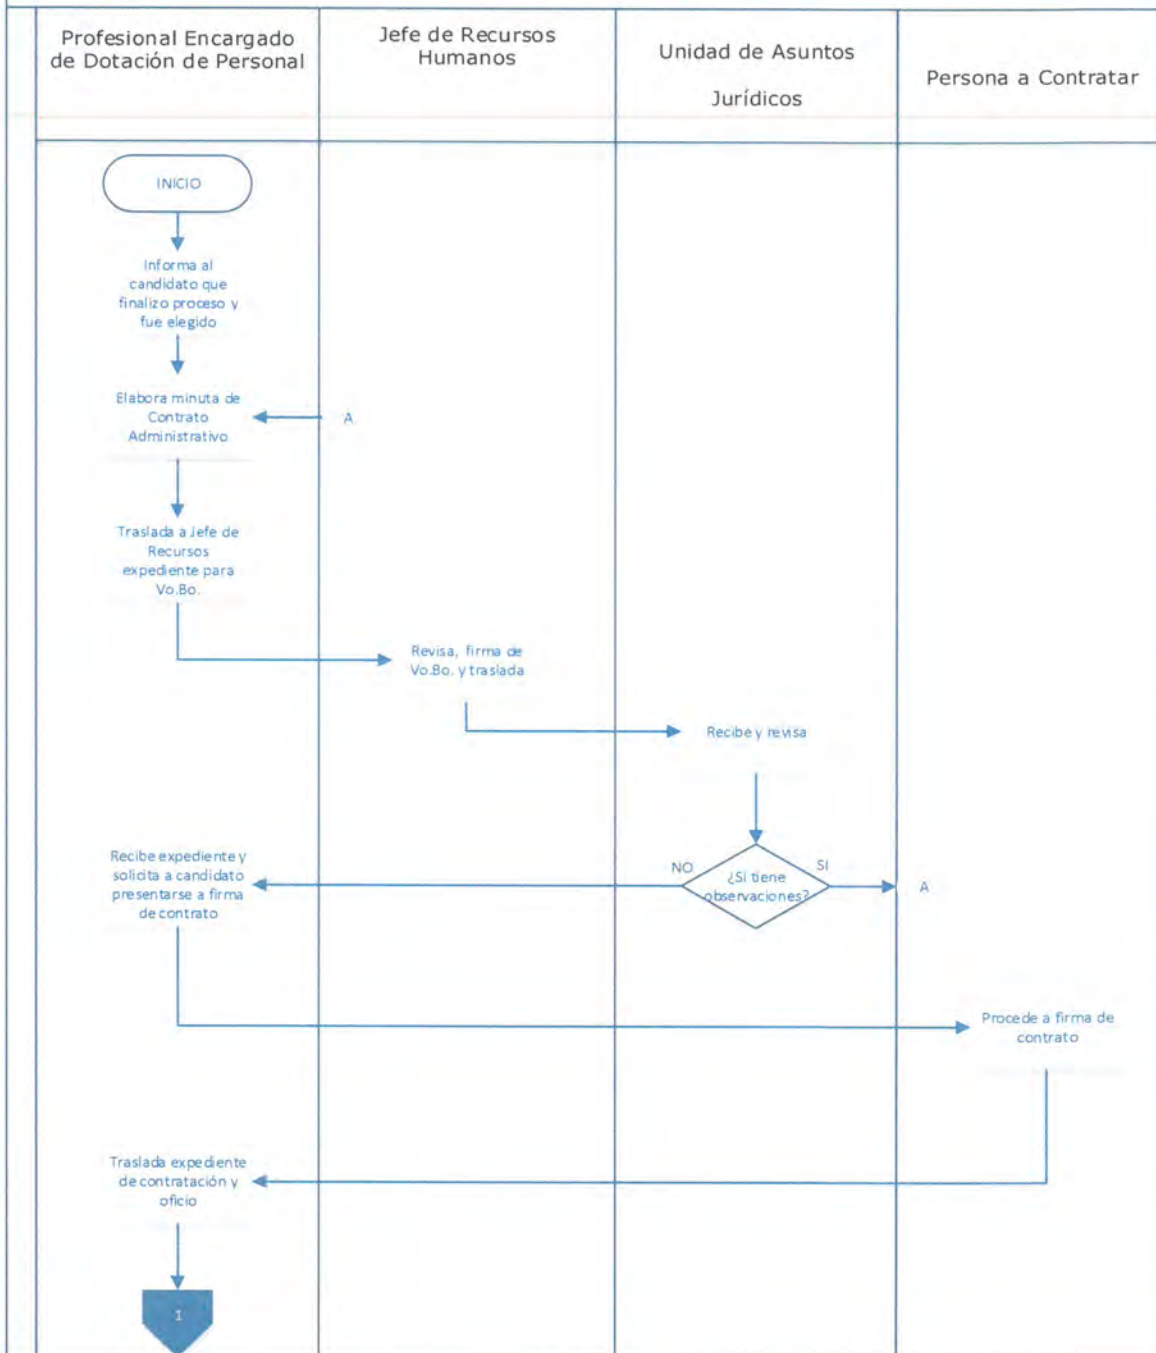 Profesional Encargado
de Dotación de Personal
Jefe de Recursos
Humanos
Unidad de Asuntos
Jurídicos
Persona a Contratar
INICIO
Informa al
candidato que
finalizo proceso y
fue elegido
Elabora minuta de
Contrato
Administrativo
A
Traslada a Jefe de
Recursos
expediente para
Vo.Bo.
Revisa, firma de
Vo.Bo. y traslada
Recibe y revisa
Recibe expediente y
solicita a candidato
presentarse a firma
de contrato
NO
¿Si tiene
observaciones?
SI
A
Procede a firma de
contrato
Traslada expediente
de contratación y
oficio
1